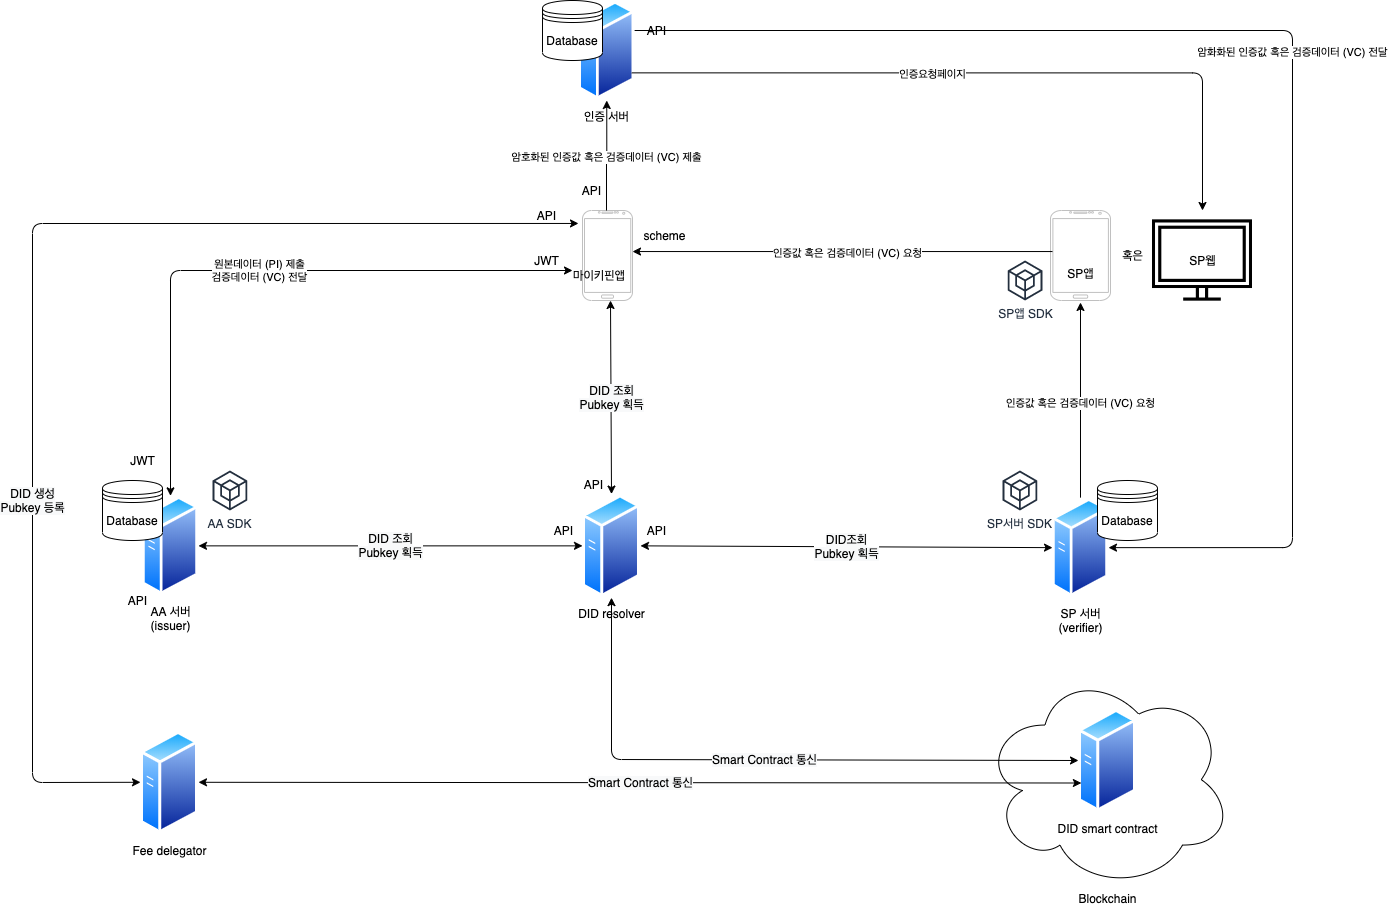 Database
API
암화화된 인증값 혹은 검증데이터 (VC) 전달
인증요청페이지
인증 서버
암호화된 인증값 혹은 검증데이터 (VC) 제출
API
API
scheme
JWT
원본데이터 (PI) 제출
검증데이터 (VC) 전달
마이키핀앱
인증값 혹은 검증데이터 (VC) 요청
SP앱
혹은
SP웹
SP앱 SDK
DID 조회
Pubkey 획득
인증값 혹은 검증데이터 (VC) 요청
JWT
API
DID 생성
Pubkey 등록
Database
AA SDK
API
API
SP서버 SDK
Database
DID 조회
Pubkey 획득
DID조회
Pubkey 획득
API
AA 서버
(issuer)
DID resolver
SP 서버
(verifier)
Smart Contract 통신
Smart Contract 통신
DID smart contract
Fee delegator
Blockchain